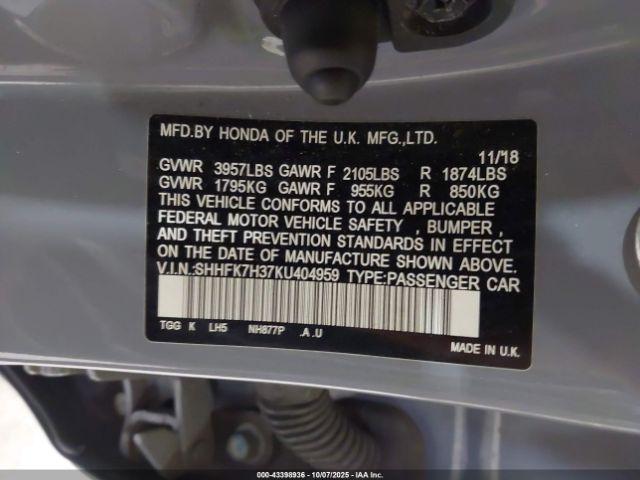 MFD.BY HONDA OF THE U.K. MFG.,LTD.
11/'18
GVWR 3957LBS GAWR F 2105LBS R 1874LBS
GVWR 1795KG GAWR F 955KG R 850KG
THIS VEHICLE CONFORMS TO ALL APPLICABLE
FEDERAL MOTOR VEHICLE SAFETY , BUMPER ,
AND THEFT PREVENTION STANDARDS IN EFFECT
ON THE DATE OF MANUFACTURE SHOWN ABOVE.
V.I.N.:SHHFK7H37KU404959 TYPE:PASSENGER CAR
TGG K LH5 NH877P .A .U
MADE IN U.K.
000-43398936 | 10/07/2025 | IAA Inc.